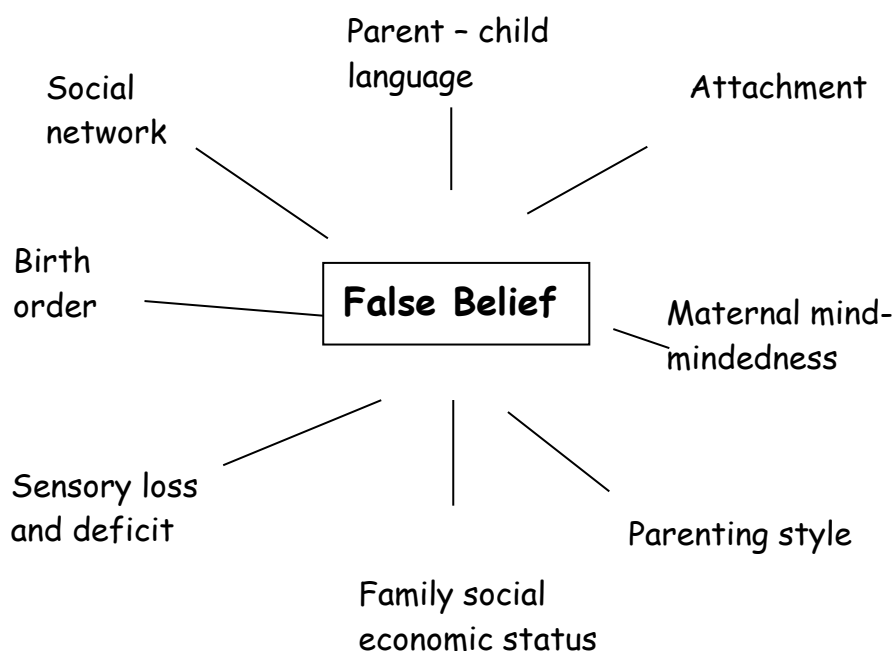 Parent – child
language
Social
network
Attachment
Birth
order
False Belief
Maternal mind-
mindedness
Sensory loss
and deficit
Parenting style
Family social
economic status